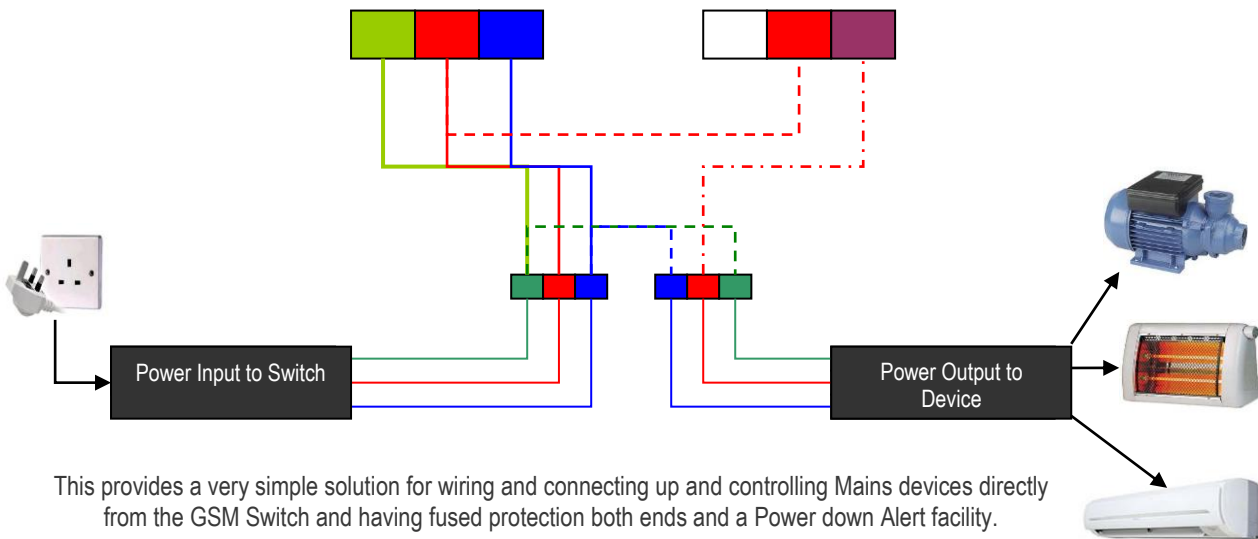 Power Input to Switch
Power Output to
Device
This provides a very simple solution for wiring and connecting up and controlling Mains devices directly
from the GSM Switch and having fused protection both ends and a Power down Alert facility.